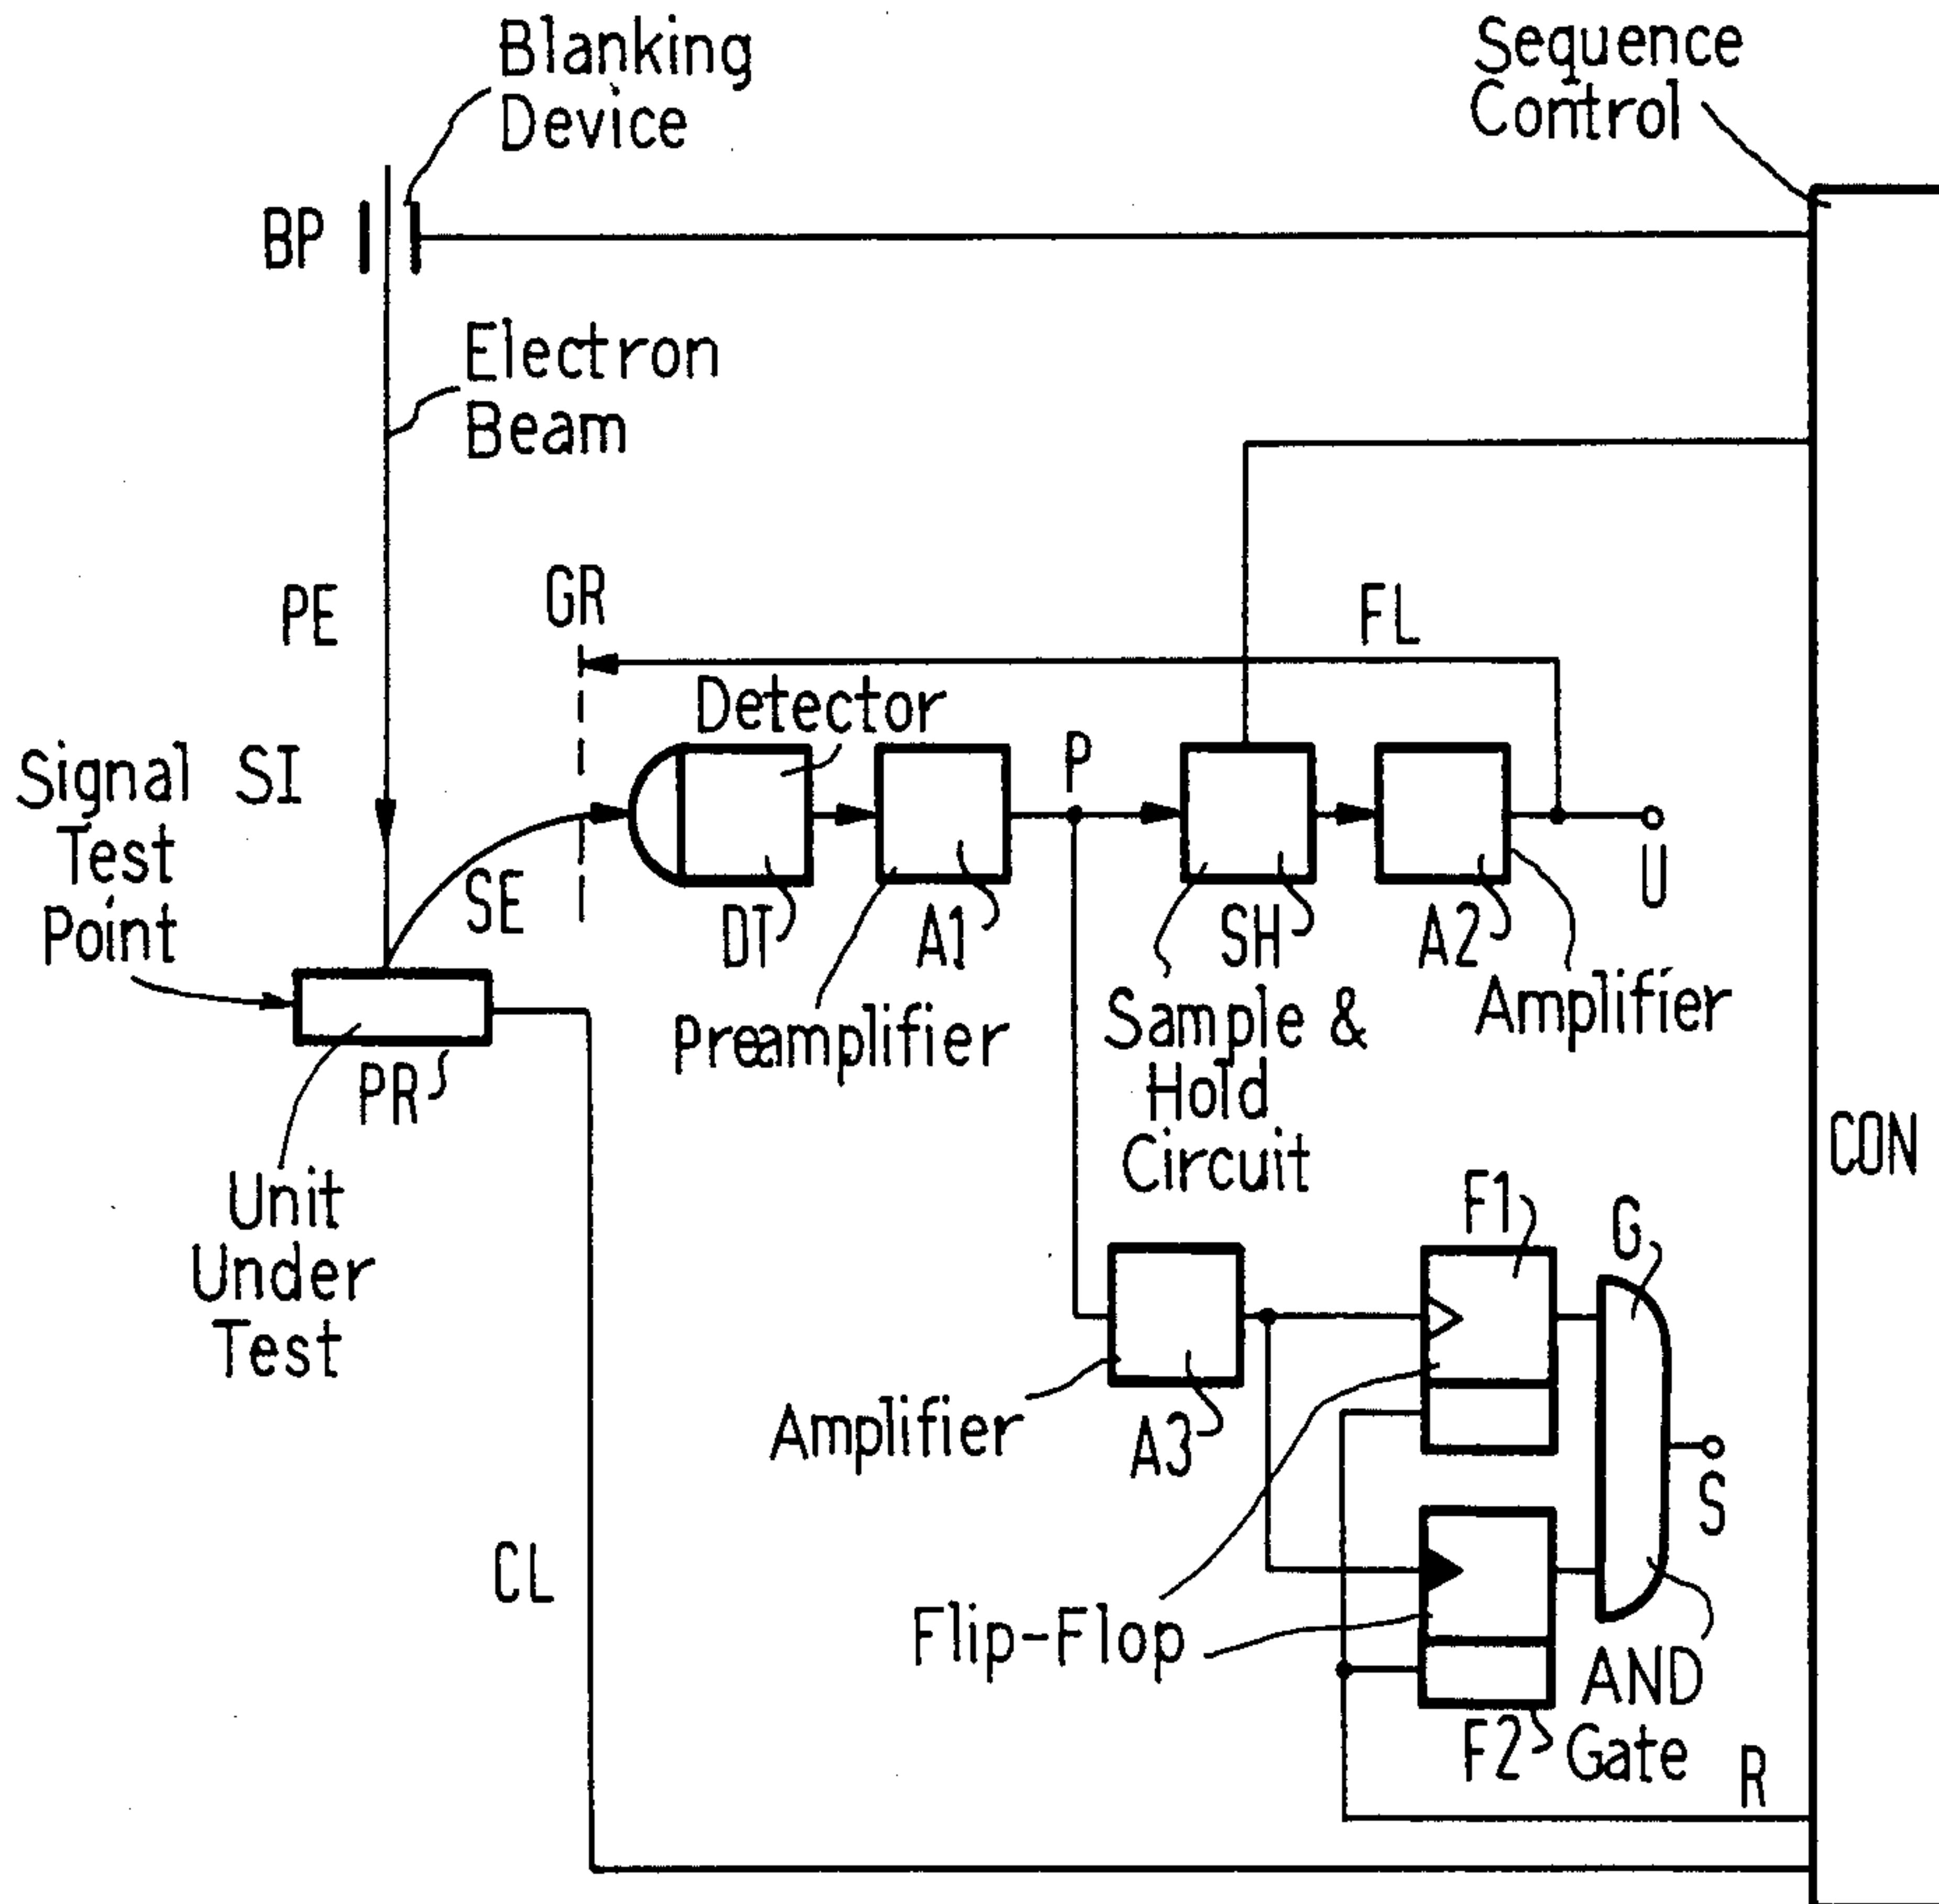 Blanking
Device
Sequence
Control
BP
Electron
Beam
PE
GR
FL
Detector
Signal
Test
Point
SI
P
SE
DT
A1
SH
A2
U
Preamplifier
Sample &
Hold
Circuit
Amplifier
PR
CON
Unit
Under
Test
F1
G
Amplifier
A3
S
CL
Flip-Flop
AND
Gate
F2
R